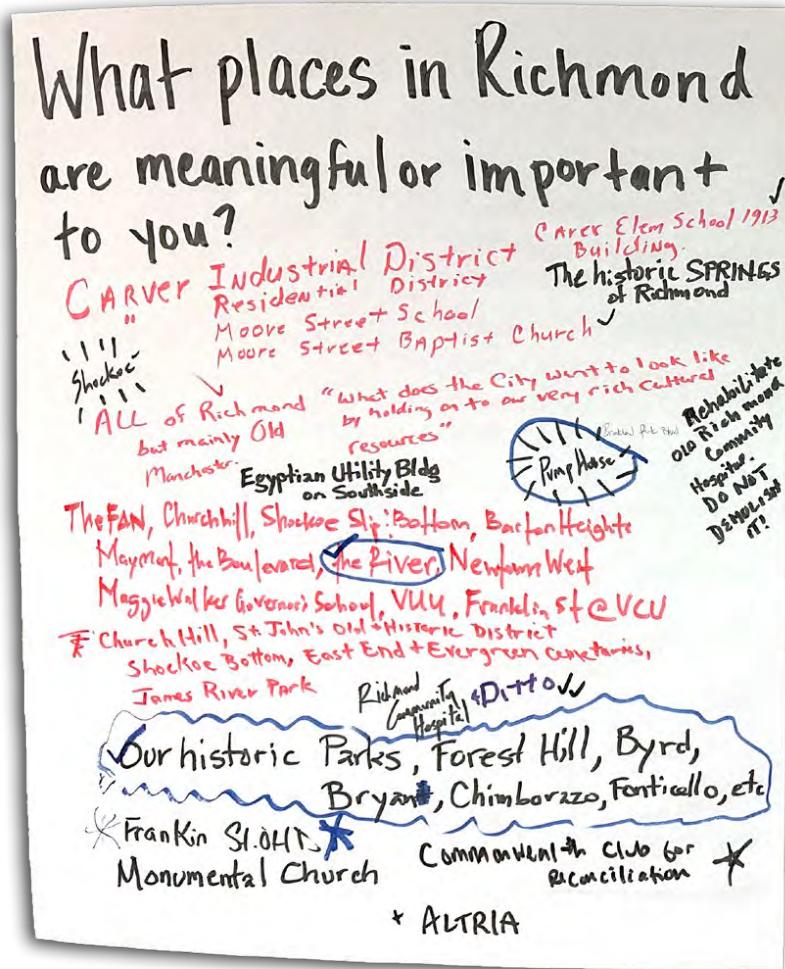 What places in Richmond
are meaningful or important
to you?
CARVER Industrial District
" Residential District
Moore Street School
Moore Street Baptist Church
Carer Elem School 1913
Building.
The historic SPRINGS
of Richmond
Shockoe
ALL of Richmond
but mainly Old
Manchester.
"What does the City want to look like
by holding on to our very rich cultural
resources"
Egyptian Utility Bldg
on Southside
Pump House
Rehabilitate
Old Richmond
Community
Hospital.
DO NOT
DEMOLISH
IT!
The FAN, Churchhill, Shockoe Slip: Bottom, Barton Heights
Maymont, the Boulevard, the River, Newtown West
Maggie Walker Governor's School, VUU, Franklin St @ VCU
Church Hill, St. John's Old + Historic District
Shockoe Bottom, East End + Evergreen cemetaries,
James River Park
Richmond
Community
Hospital
Ditto
Our historic Parks, Forest Hill, Byrd,
Bryan, Chimborazo, Fonticello, etc
Frankin St.
Monumental Church
Commonwealth Club for
reconciliation
* ALTRIA